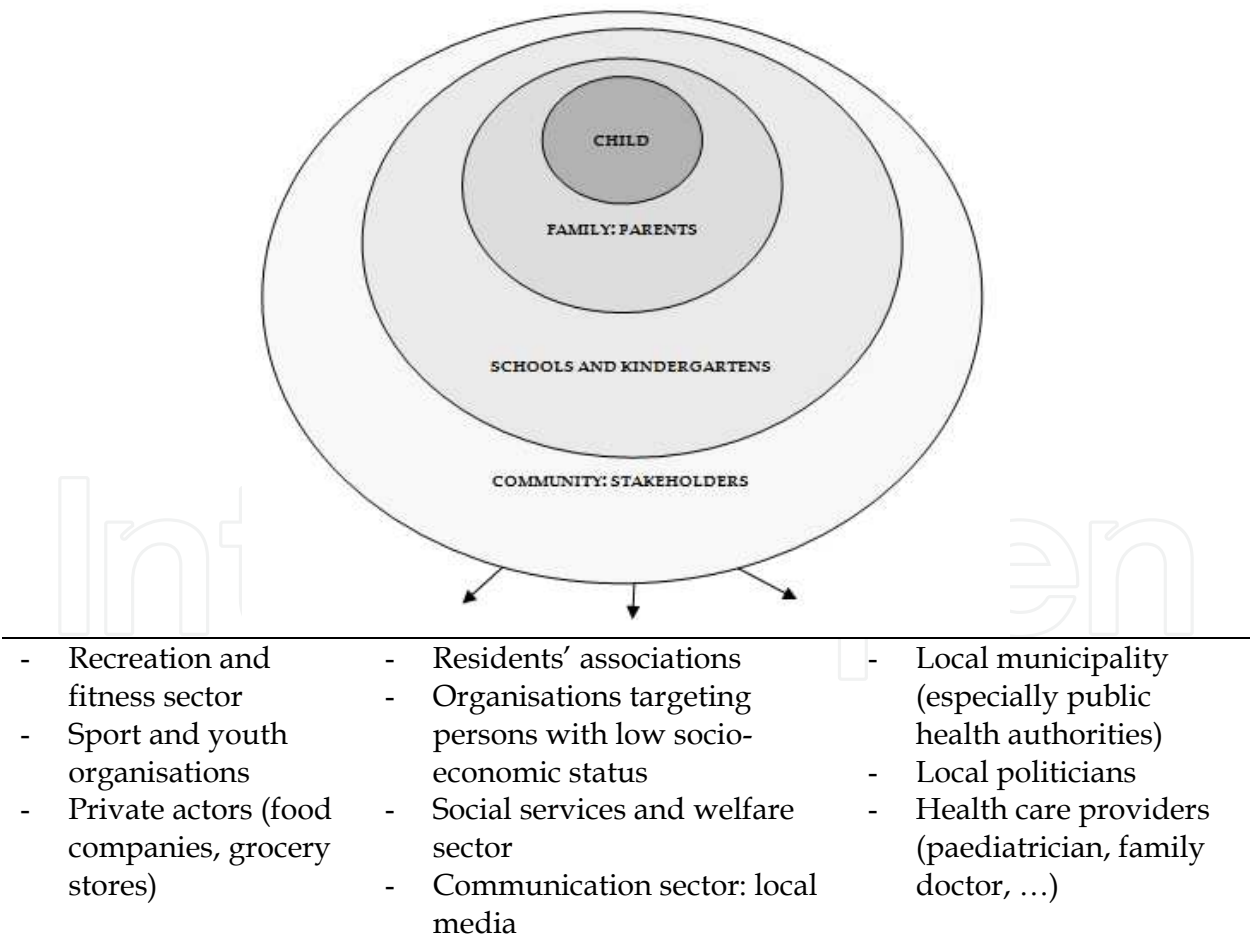 CHILD
FAMILY: PARENTS
SCHOOLS AND KINDERGARTENS
COMMUNITY: STAKEHOLDERS
- Recreation and
fitness sector
- Sport and youth
organisations
- Private actors (food
companies, grocery
stores)
- Residents’ associations
- Organisations targeting
persons with low socio-
economic status
- Social services and welfare
sector
- Communication sector: local
media
- Local municipality
(especially public
health authorities)
- Local politicians
- Health care providers
(paediatrician, family
doctor, …)